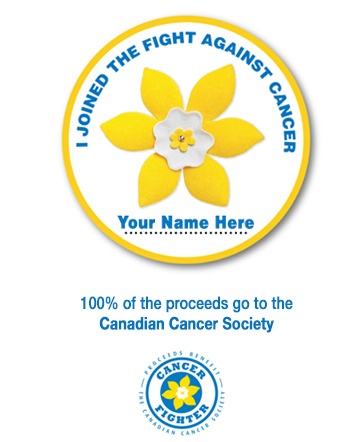 I JOINED THE FIGHT AGAINST CANCER
Your Name Here
100% of the proceeds go to the
Canadian Cancer Society
PROCEEDS BENEFIT
CANCER
FIGHTER
THE CANADIAN CANCER SOCIETY